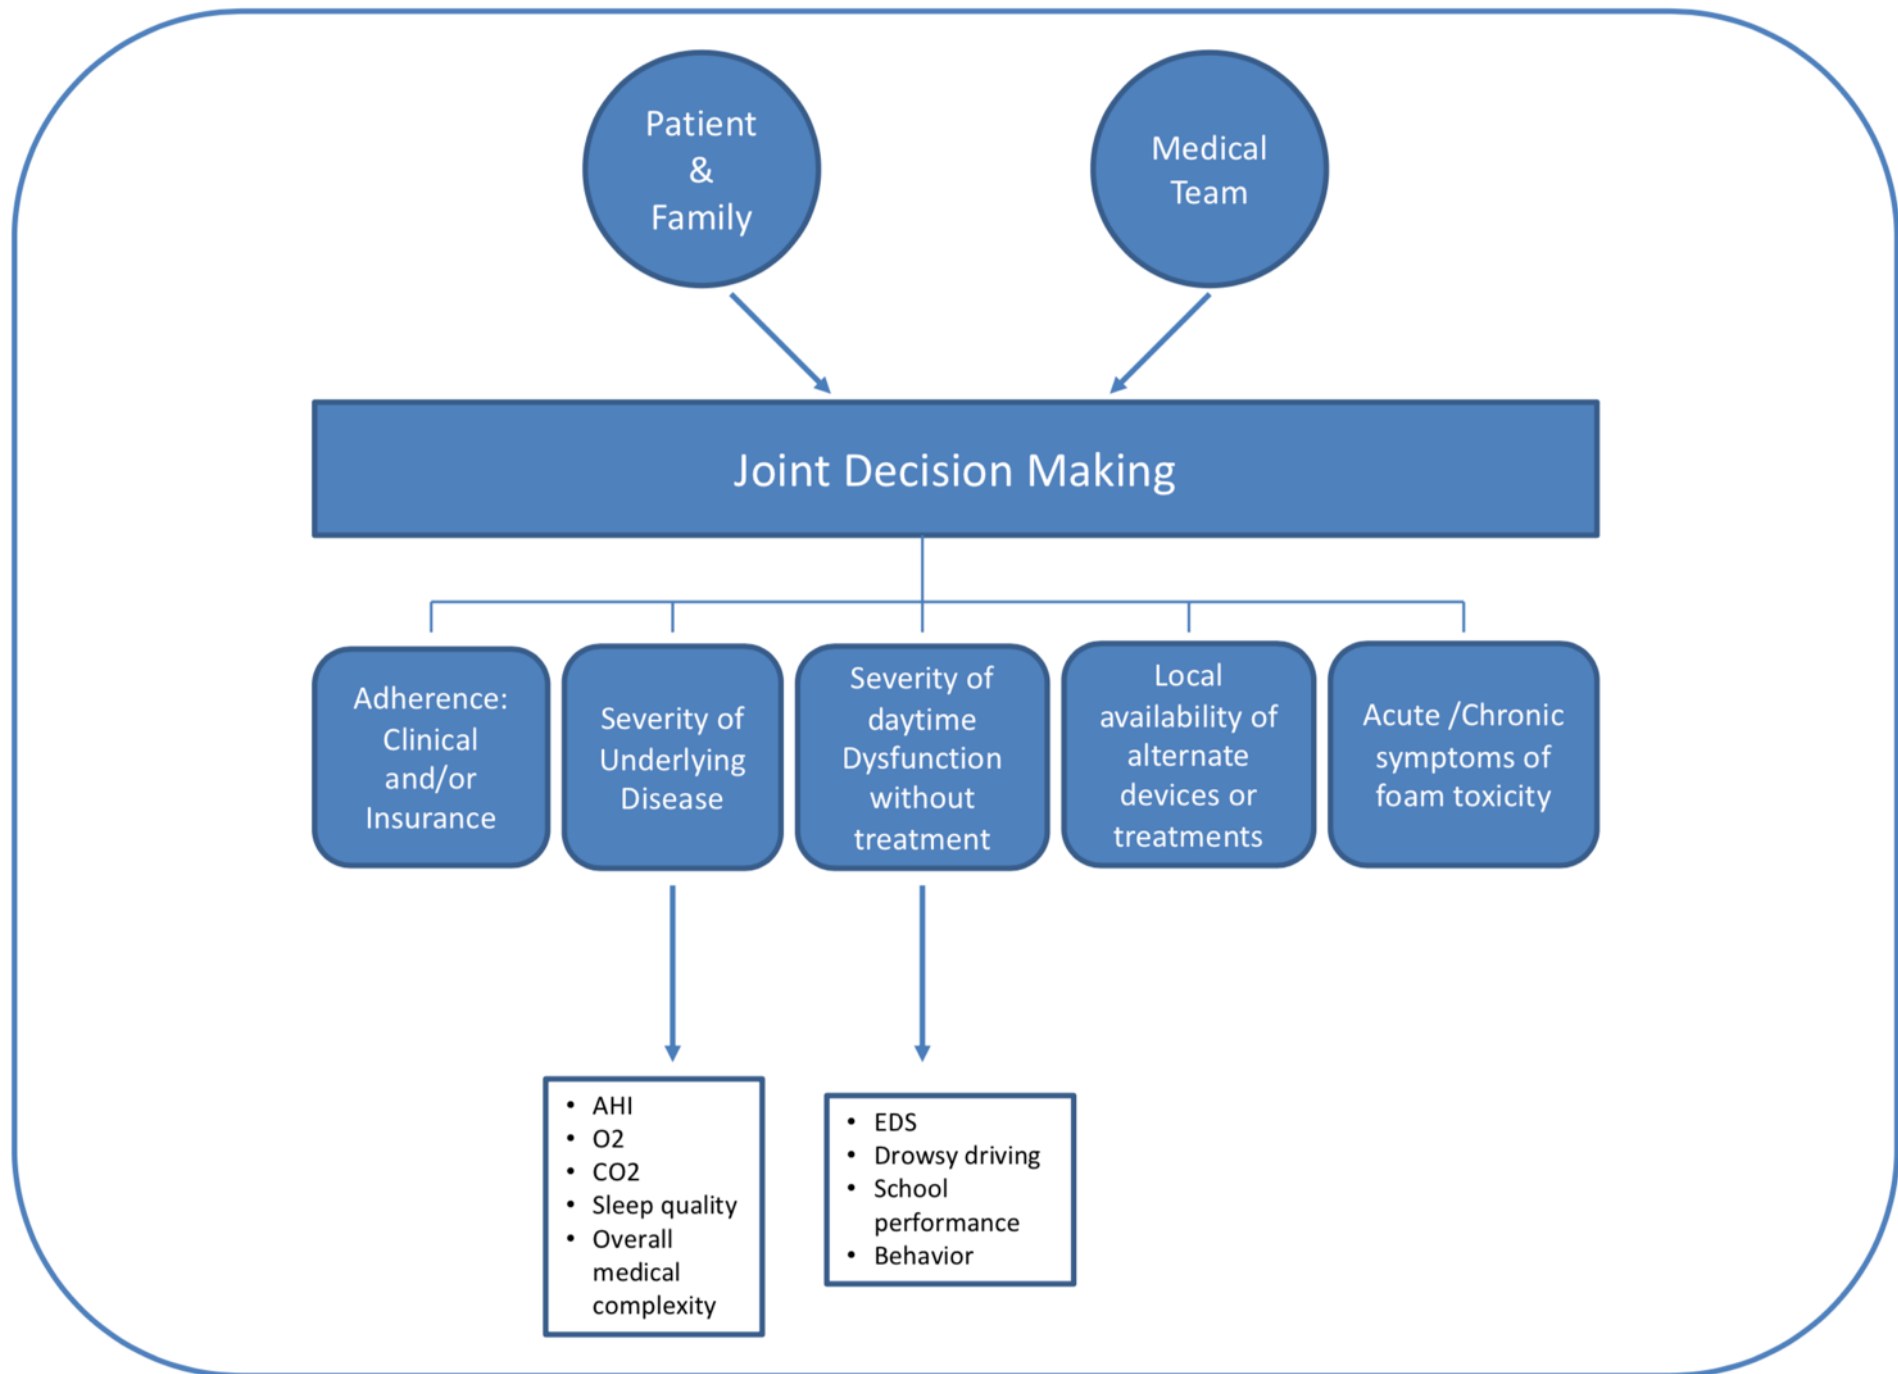 Patient
&
Family
Medical
Team
Joint Decision Making
Adherence:
Clinical
and/or
Insurance
Severity of
Underlying
Disease
Severity of
daytime
Dysfunction
without
treatment
Local
availability of
alternate
devices or
treatments
Acute /Chronic
symptoms of
foam toxicity
• AHI
• O2
• CO2
• Sleep quality
• Overall
medical
complexity
• EDS
• Drowsy driving
• School
performance
• Behavior